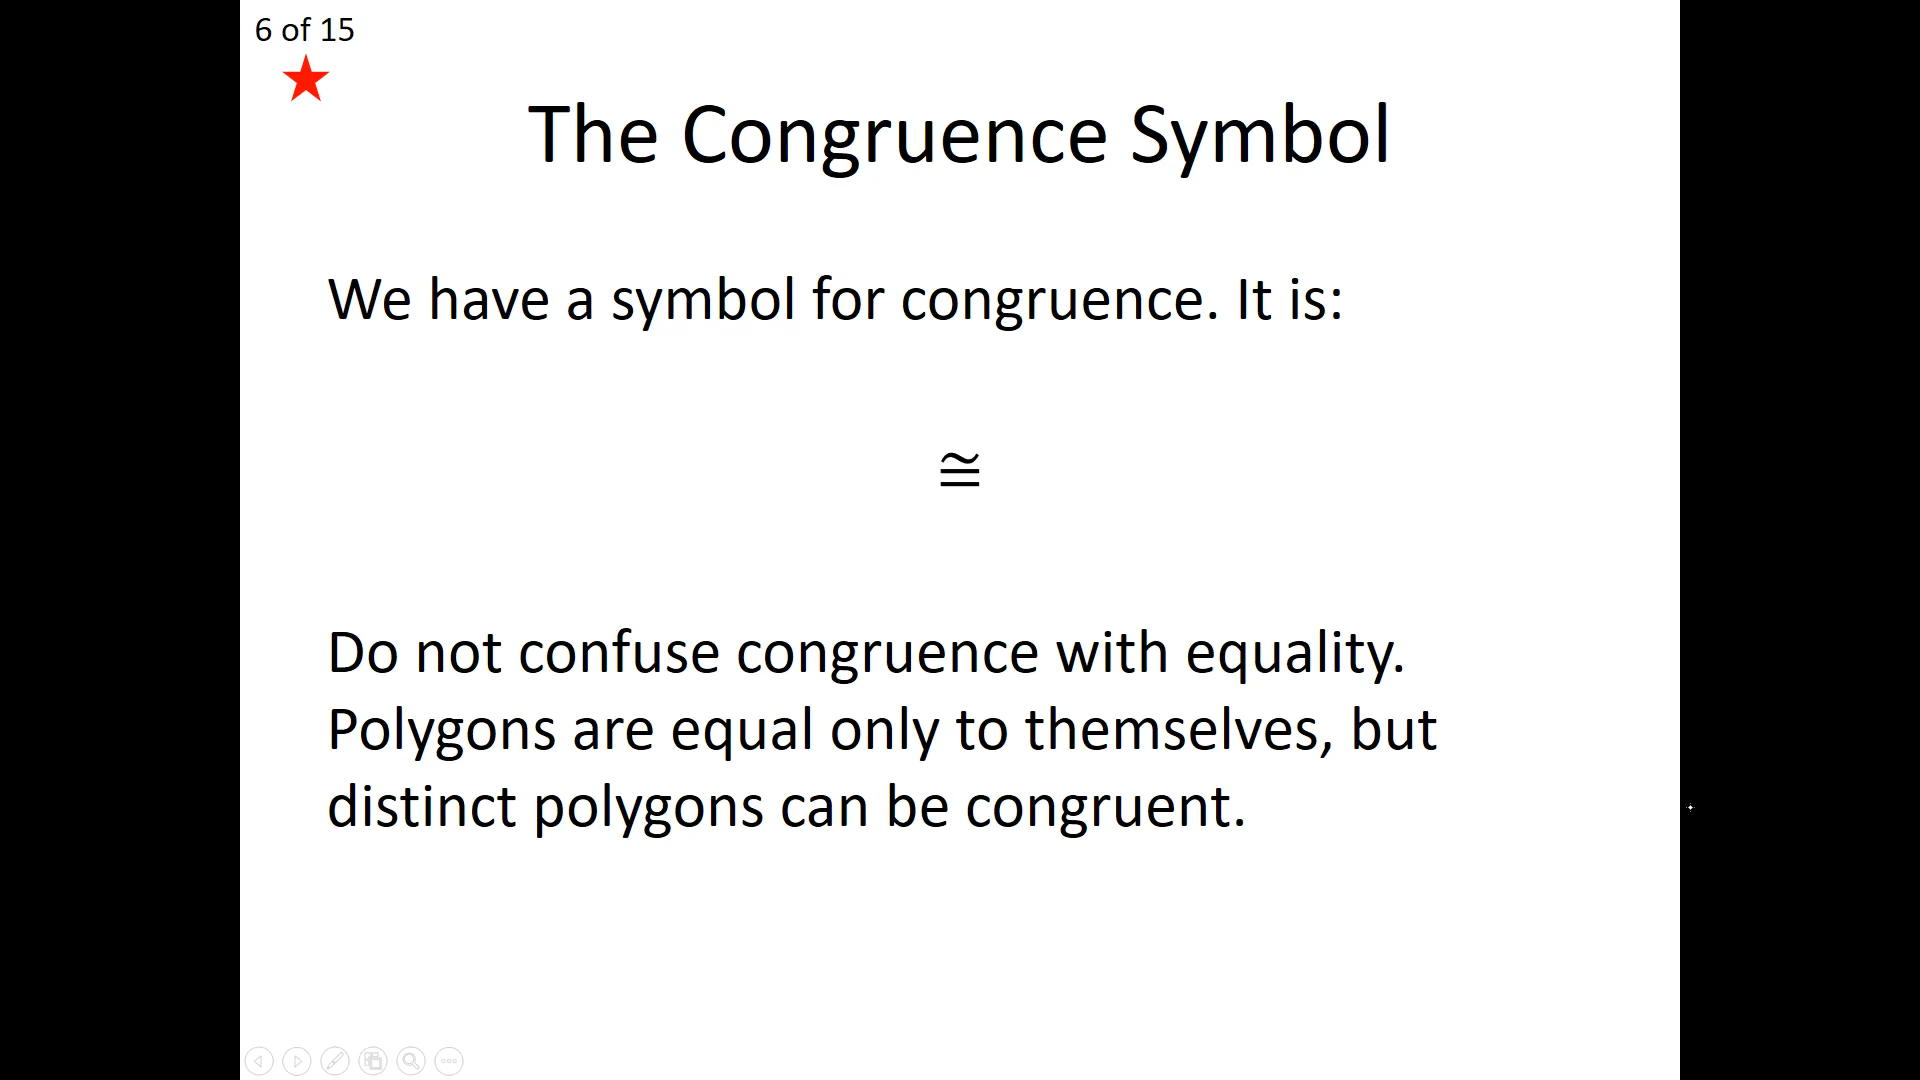 6 of 15
The Congruence Symbol
We have a symbol for congruence. It is:
≅
Do not confuse congruence with equality.
Polygons are equal only to themselves, but
distinct polygons can be congruent.